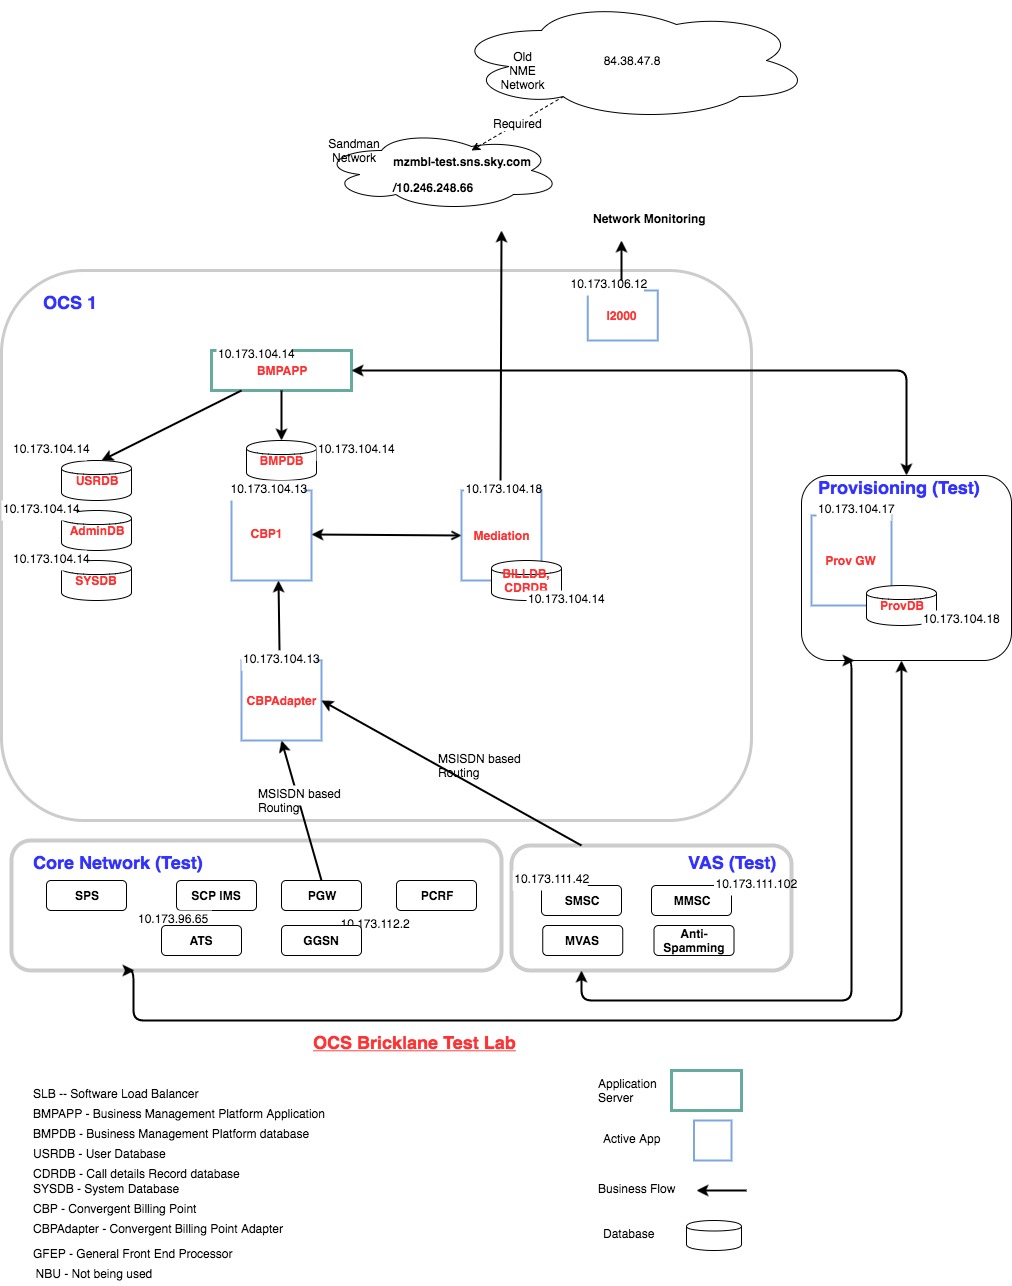 Old
NME
Network
84.38.47.8
Required
Sandman
Network
mzmbl-test.sns.sky.com
/10.246.248.66
Network Monitoring
10.173.106.12
I2000
OCS 1
10.173.104.14
BMPAPP
10.173.104.14
USRDB
10.173.104.14
BMPDB
10.173.104.14
AdminDB
10.173.104.14
SYSDB
10.173.104.13
CBP1
10.173.104.18
Mediation
BILLDB,
CDRDB
10.173.104.14
Provisioning (Test)
10.173.104.17
Prov GW
ProvDB
10.173.104.18
10.173.104.13
CBPAdapter
MSISDN based
Routing
MSISDN based
Routing
Core Network (Test)
SPS
SCP IMS
PGW
PCRF
10.173.96.65
10.173.112.2
ATS
GGSN
VAS (Test)
10.173.111.42
10.173.111.102
SMSC
MMSC
MVAS
Anti-
Spamming
OCS Bricklane Test Lab
SLB -- Software Load Balancer
BMPAPP - Business Management Platform Application
BMPDB - Business Management Platform database
USRDB - User Database
CDRDB - Call details Record database
SYSDB - System Database
CBP - Convergent Billing Point
CBPAdapter - Convergent Billing Point Adapter
GFEP - General Front End Processor
NBU - Not being used
Application
Server
Active App
Business Flow
Database